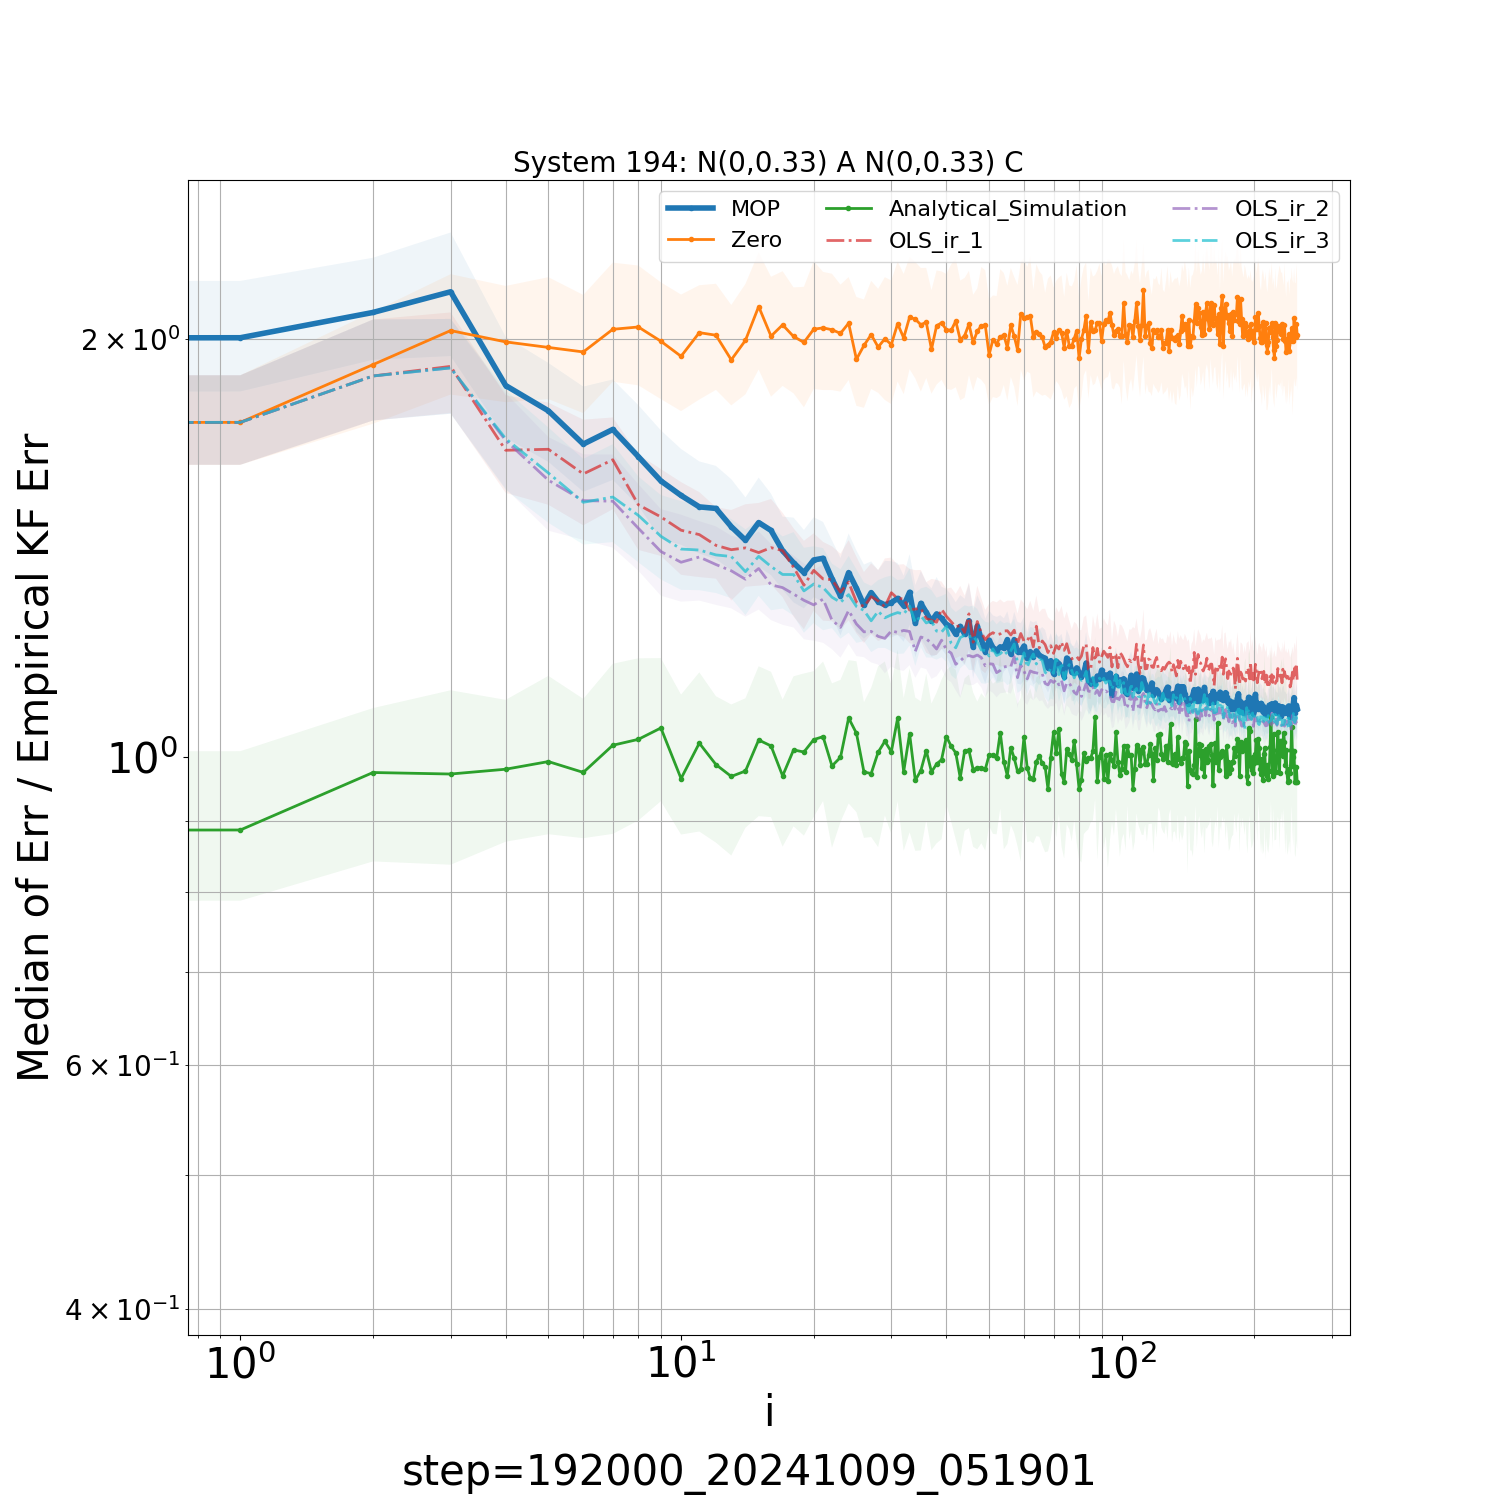 System 194: N(0,0.33) A N(0,0.33) C
MOP
Zero
Analytical_Simulation
OLS_ir_1
OLS_ir_2
OLS_ir_3
Median of Err / Empirical KF Err
2 × 10⁰
10⁰
6 × 10⁻¹
4 × 10⁻¹
10⁰ 10¹ 10²
i
step=192000_20241009_051901